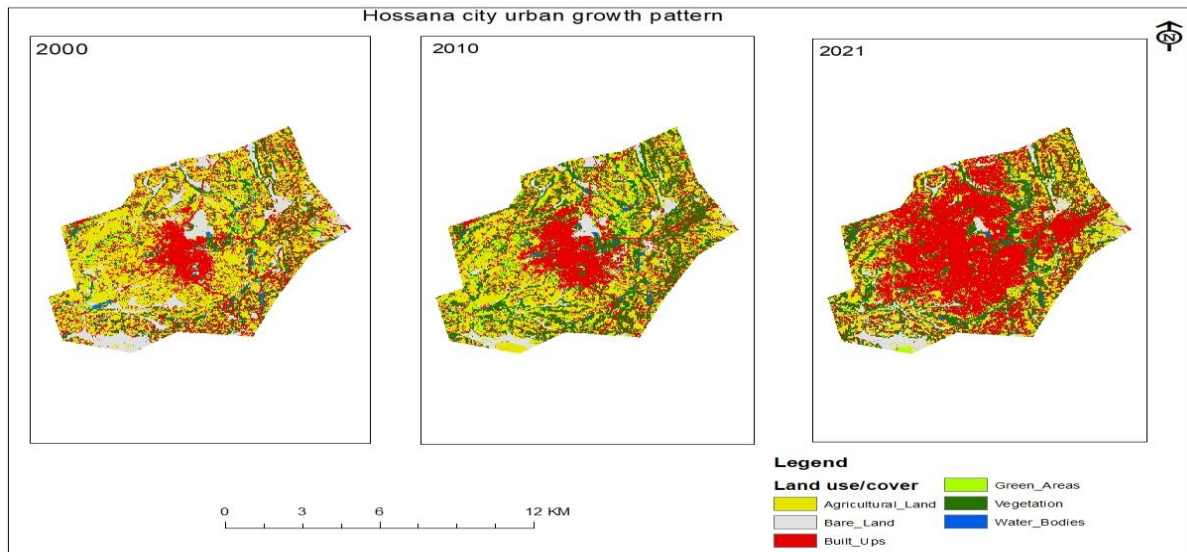 Hossana city urban growth pattern
N
2000
2010
2021
Legend
Land use/cover
Agricultural_Land
Bare_Land
Built_Ups
Green_Areas
Vegetation
Water_Bodies
0 3 6 12 KM